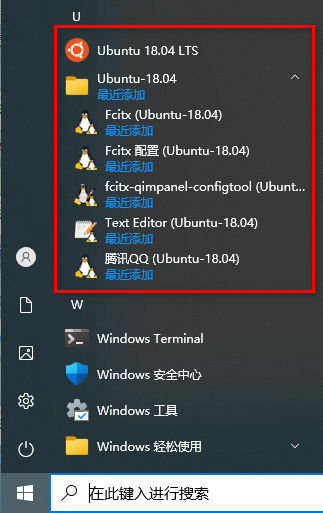 U
Ubuntu 18.04 LTS
Ubuntu-18.04
最近添加
Fcitx (Ubuntu-18.04)
最近添加
Fcitx 配置 (Ubuntu-18.04)
最近添加
fcitx-qimpanel-configtool (Ubunt...
最近添加
Text Editor (Ubuntu-18.04)
最近添加
腾讯QQ (Ubuntu-18.04)
最近添加
W
Windows Terminal
Windows 安全中心
Windows 工具
Windows 轻松使用
在此键入进行搜索